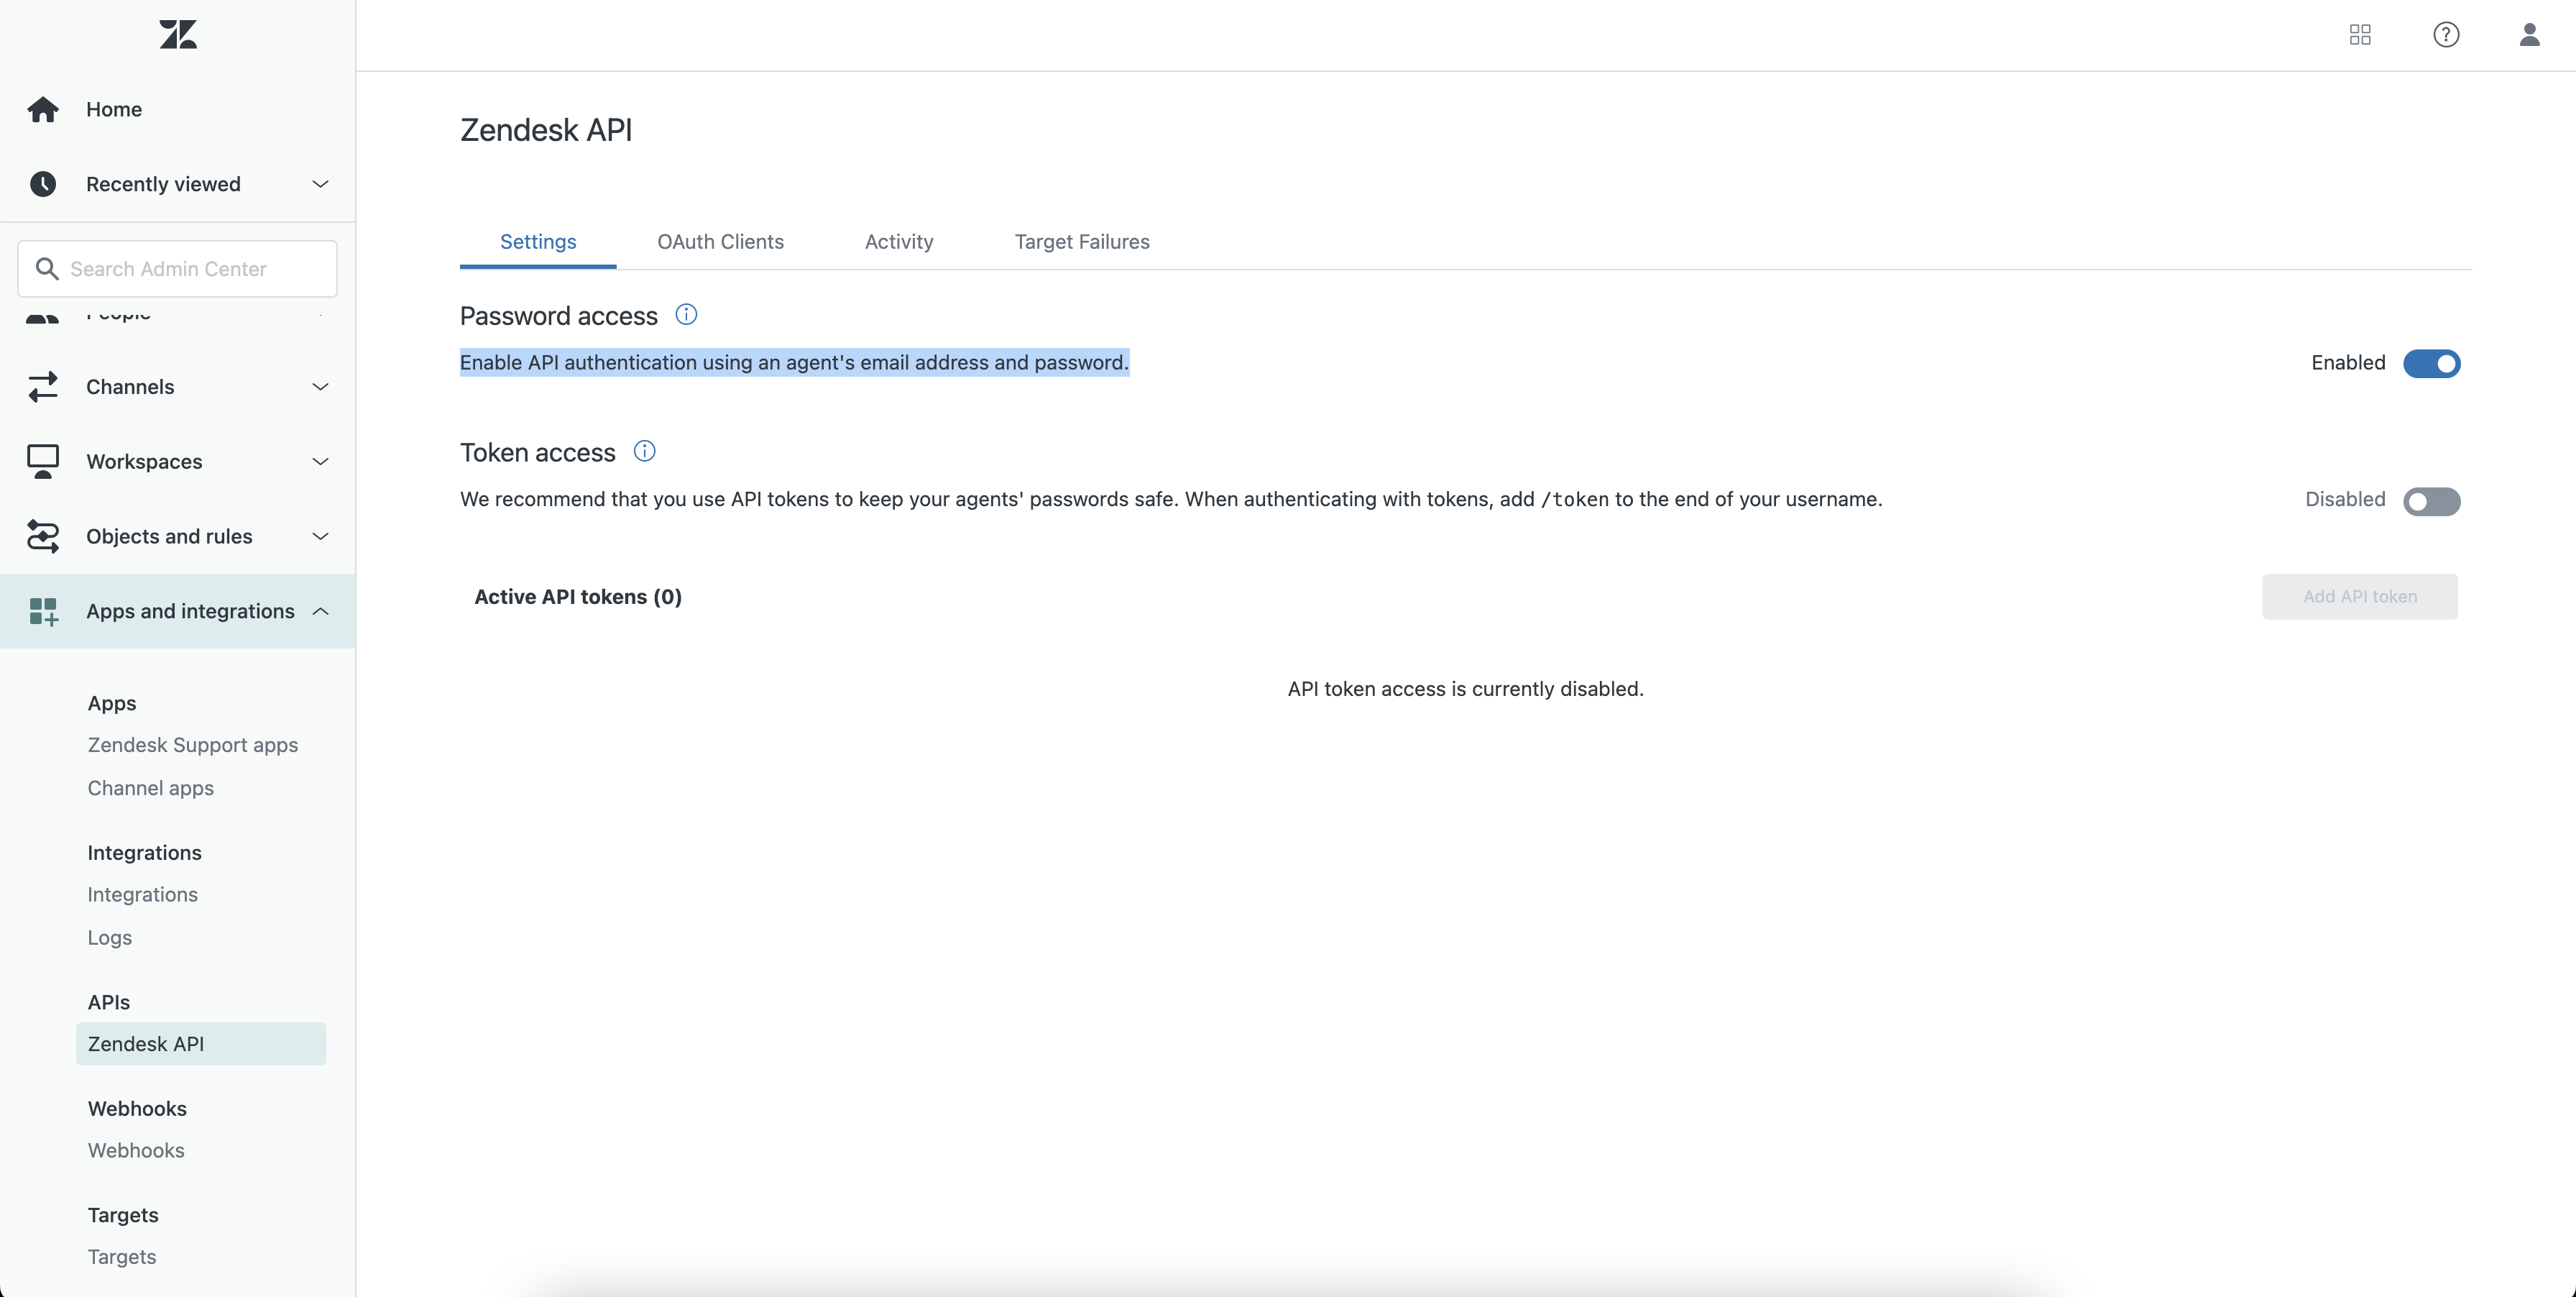 Home
Recently viewed
Search Admin Center
People
Channels
Workspaces
Objects and rules
Apps and integrations
Apps
Zendesk Support apps
Channel apps
Integrations
Integrations
Logs
APIs
Zendesk API
Webhooks
Webhooks
Targets
Targets
Zendesk API
Settings OAuth Clients Activity Target Failures
Password access
Enable API authentication using an agent's email address and password. Enabled
Token access
We recommend that you use API tokens to keep your agents' passwords safe. When authenticating with tokens, add /token to the end of your username. Disabled
Active API tokens (0) Add API token
API token access is currently disabled.